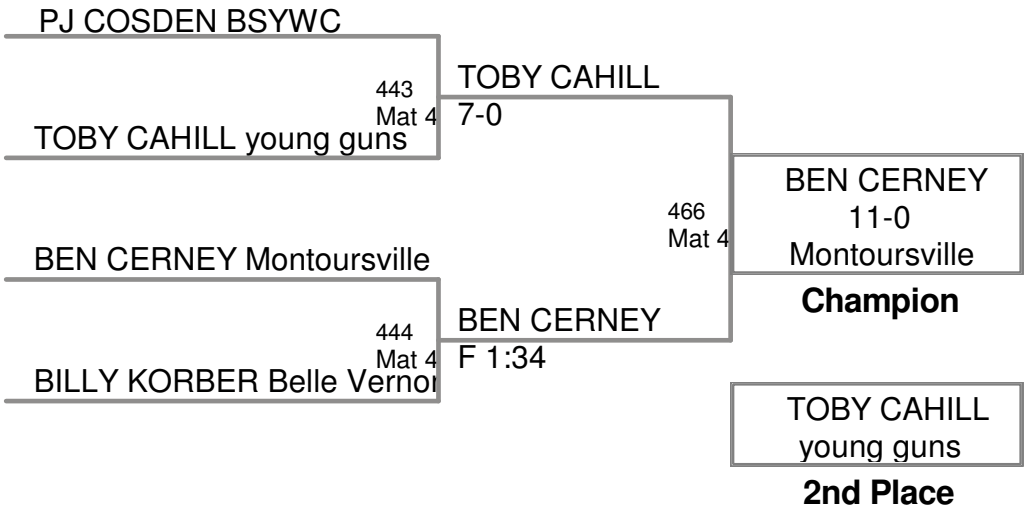 PJ COSDEN BSYWC
443
Mat 4
TOBY CAHILL young guns
TOBY CAHILL
7-0
BEN CERNEY Montoursville
444
Mat 4
BILLY KORBER Belle Vernon
BEN CERNEY
F 1:34
466
Mat 4
BEN CERNEY
11-0
Montoursville
Champion
TOBY CAHILL
young guns
2nd Place